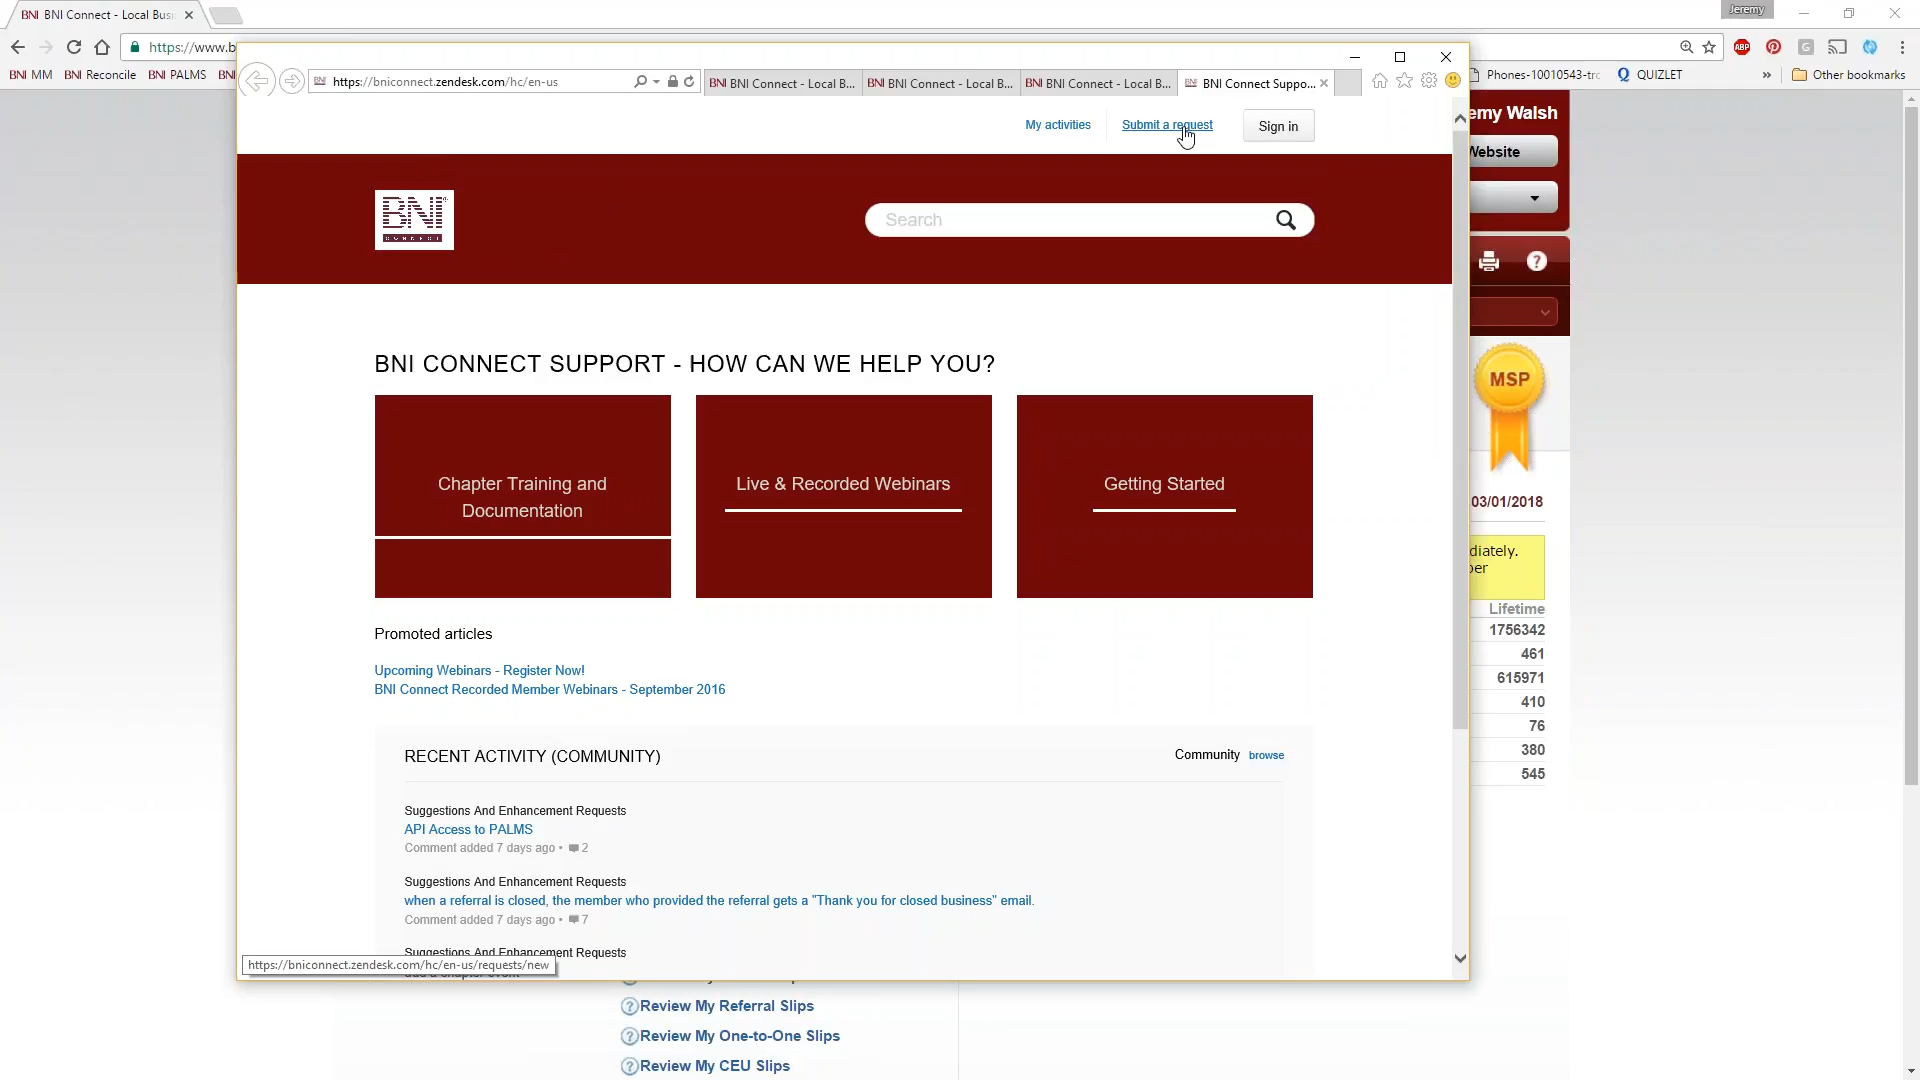 BNI BNI Connect - Local Busi
Jeremy
https://www.b
BNI MM BNI Reconcile BNI PALMS BNI
Phones-10010543-trc
QUIZLET
» Other bookmarks
https://bniconnect.zendesk.com/hc/en-us
BNI BNI Connect - Local B...
BNI BNI Connect - Local B...
BNI BNI Connect - Local B...
BNI Connect Suppo...
My activities
Submit a request
Sign in
emy Walsh
Website
BNI
Search
BNI CONNECT SUPPORT - HOW CAN WE HELP YOU?
MSP
Chapter Training and
Documentation
Live & Recorded Webinars
Getting Started
03/01/2018
diately.
ber
Lifetime
1756342
461
615971
410
76
380
545
Promoted articles
Upcoming Webinars - Register Now!
BNI Connect Recorded Member Webinars - September 2016
RECENT ACTIVITY (COMMUNITY)
Community browse
Suggestions And Enhancement Requests
API Access to PALMS
Comment added 7 days ago • 2
Suggestions And Enhancement Requests
when a referral is closed, the member who provided the referral gets a "Thank you for closed business" email.
Comment added 7 days ago • 7
Suggestions And Enhancement Requests
https://bniconnect.zendesk.com/hc/en-us/requests/new
Review My Referral Slips
Review My One-to-One Slips
Review My CEU Slips